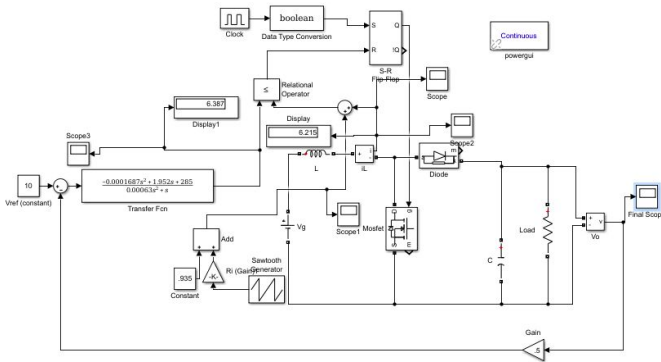 boolean
Clock
Data Type Conversion
S
Q
R
!Q
S-R
Flip-Flop
Continuous
powergui
≤
Relational
Operator
Scope
6.387
Display1
Display
6.215
Scope2
Scope3
L
+
-
i
iL
m
Diode
10
Vref (constant)
-0.0001687s² + 1.952s + 285
0.00063s² + s
Transfer Fcn
Scope1
Mosfet
g
Vg
Add
.935
Constant
-K-
Ri (Gain)
Sawtooth
Generator
C
Load
+
-
v
Vo
Final Scop
Gain
.5